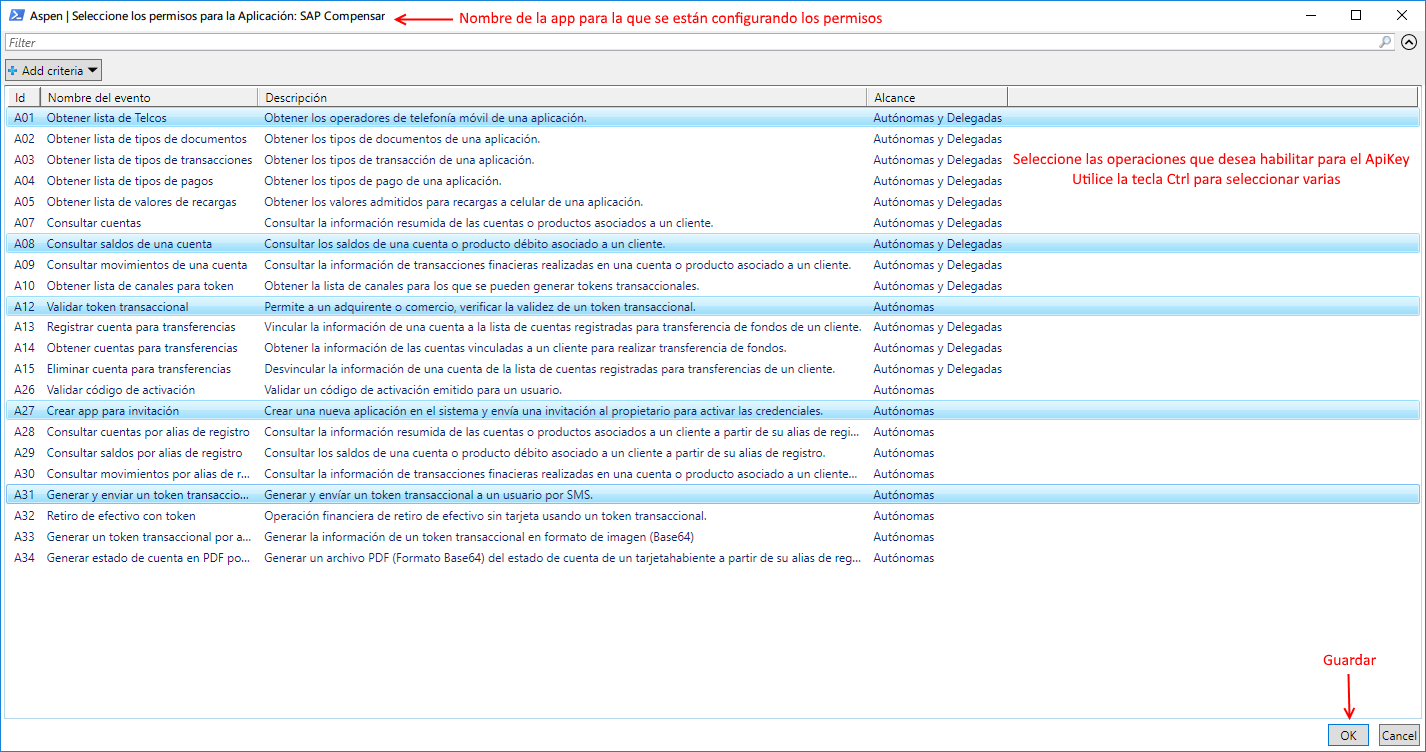 Aspen | Seleccione los permisos para la Aplicación: SAP Compensar
Nombre de la app para la que se están configurando los permisos
Filter
Add criteria
Id Nombre del evento Descripción Alcance
A01 Obtener lista de Telcos Obtener los operadores de telefonía móvil de una aplicación. Autónomas y Delegadas
A02 Obtener lista de tipos de documentos Obtener los tipos de documentos de una aplicación. Autónomas y Delegadas
A03 Obtener lista de tipos de transacciones Obtener los tipos de transacción de una aplicación. Autónomas y Delegadas
Seleccione las operaciones que desea habilitar para el ApiKey
A04 Obtener lista de tipos de pagos Obtener los tipos de pago de una aplicación. Autónomas y Delegadas
Utilice la tecla Ctrl para seleccionar varias
A05 Obtener lista de valores de recargas Obtener los valores admitidos para recargas a celular de una aplicación. Autónomas y Delegadas
A07 Consultar cuentas Consultar la información resumida de las cuentas o productos asociados a un cliente. Autónomas y Delegadas
A08 Consultar saldos de una cuenta Consultar los saldos de una cuenta o producto débito asociado a un cliente. Autónomas y Delegadas
A09 Consultar movimientos de una cuenta Consultar la información de transacciones finacieras realizadas en una cuenta o producto asociado a un cliente. Autónomas y Delegadas
A10 Obtener lista de canales para token Obtener la lista de canales para los que se pueden generar tokens transaccionales. Autónomas y Delegadas
A12 Validar token transaccional Permite a un adquirente o comercio, verificar la validez de un token transaccional. Autónomas
A13 Registrar cuenta para transferencias Vincular la información de una cuenta a la lista de cuentas registradas para transferencia de fondos de un cliente. Autónomas y Delegadas
A14 Obtener cuentas para transferencias Obtener la información de las cuentas vinculadas a un cliente para realizar transferencia de fondos. Autónomas y Delegadas
A15 Eliminar cuenta para transferencias Desvincular la información de una cuenta de la lista de cuentas registradas para transferencias de un cliente. Autónomas y Delegadas
A26 Validar código de activación Validar un código de activación emitido para un usuario. Autónomas
A27 Crear app para invitación Crear una nueva aplicación en el sistema y envía una invitación al propietario para activar las credenciales. Autónomas
A28 Consultar cuentas por alias de registro Consultar la información resumida de las cuentas o productos asociados a un cliente a partir de su alias de regi... Autónomas
A29 Consultar saldos por alias de registro Consultar los saldos de una cuenta o producto débito asociado a un cliente a partir de su alias de registro. Autónomas
A30 Consultar movimientos por alias de r... Consultar la información de transacciones finacieras realizadas en una cuenta o producto asociado a un cliente... Autónomas
A31 Generar y enviar un token transaccio... Generar y envíar un token transaccional a un usuario por SMS. Autónomas
A32 Retiro de efectivo con token Operación financiera de retiro de efectivo sin tarjeta usando un token transaccional. Autónomas
A33 Generar un token transaccional por a... Generar la información de un token transaccional en formato de imagen (Base64) Autónomas
A34 Generar estado de cuenta en PDF po... Generar un archivo PDF (Formato Base64) del estado de cuenta de un tarjetahabiente a partir de su alias de reg... Autónomas
Guardar
OK Cancel